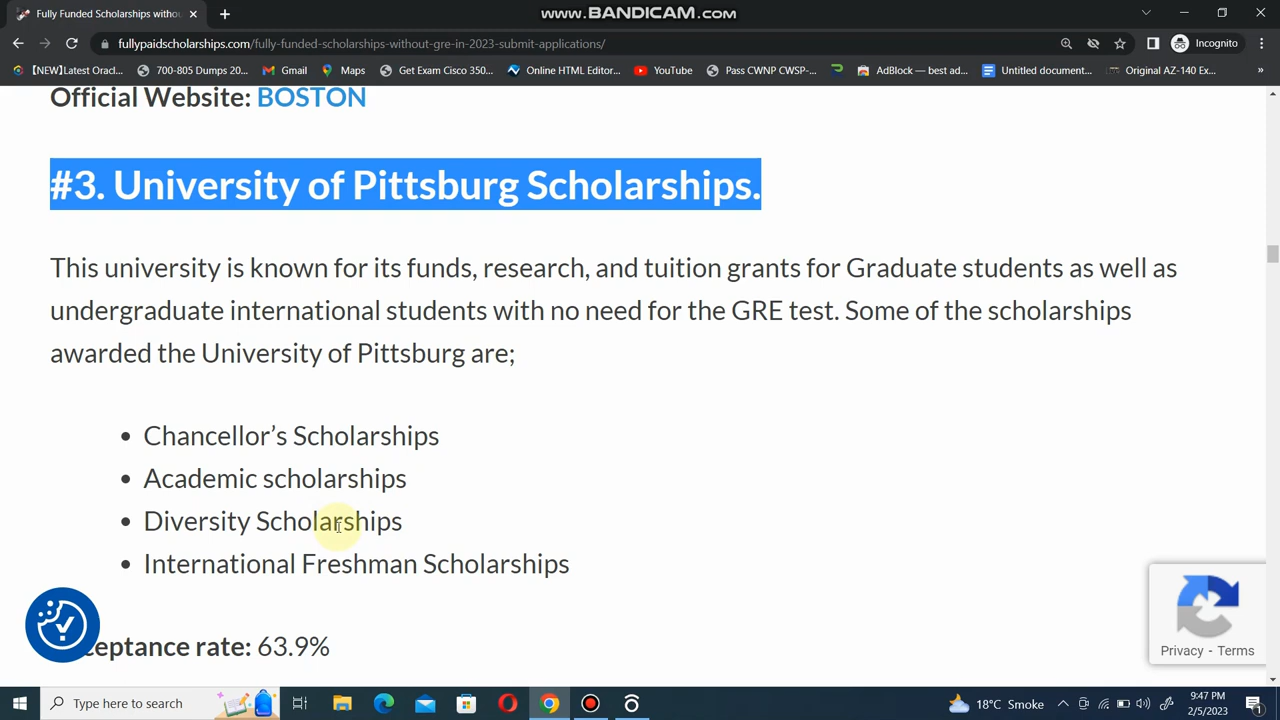 Fully Funded Scholarships withou
www.BANDICAM.com
fullypaidscholarships.com/fully-funded-scholarships-without-gre-in-2023-submit-applications/
Incognito
【NEW】Latest Oracl...
700-805 Dumps 20...
Gmail
Maps
Get Exam Cisco 350...
Online HTML Editor...
YouTube
Pass CWNP CWSP-...
AdBlock — best ad...
Untitled document...
Original AZ-140 Ex...
»
Official Website: BOSTON
#3. University of Pittsburg Scholarships.
This university is known for its funds, research, and tuition grants for Graduate students as well as
undergraduate international students with no need for the GRE test. Some of the scholarships
awarded the University of Pittsburg are;
• Chancellor’s Scholarships
• Academic scholarships
• Diversity Scholarships
• International Freshman Scholarships
ceptance rate: 63.9%
Privacy - Terms
Type here to search
18°C Smoke
9:47 PM
2/5/2023
1